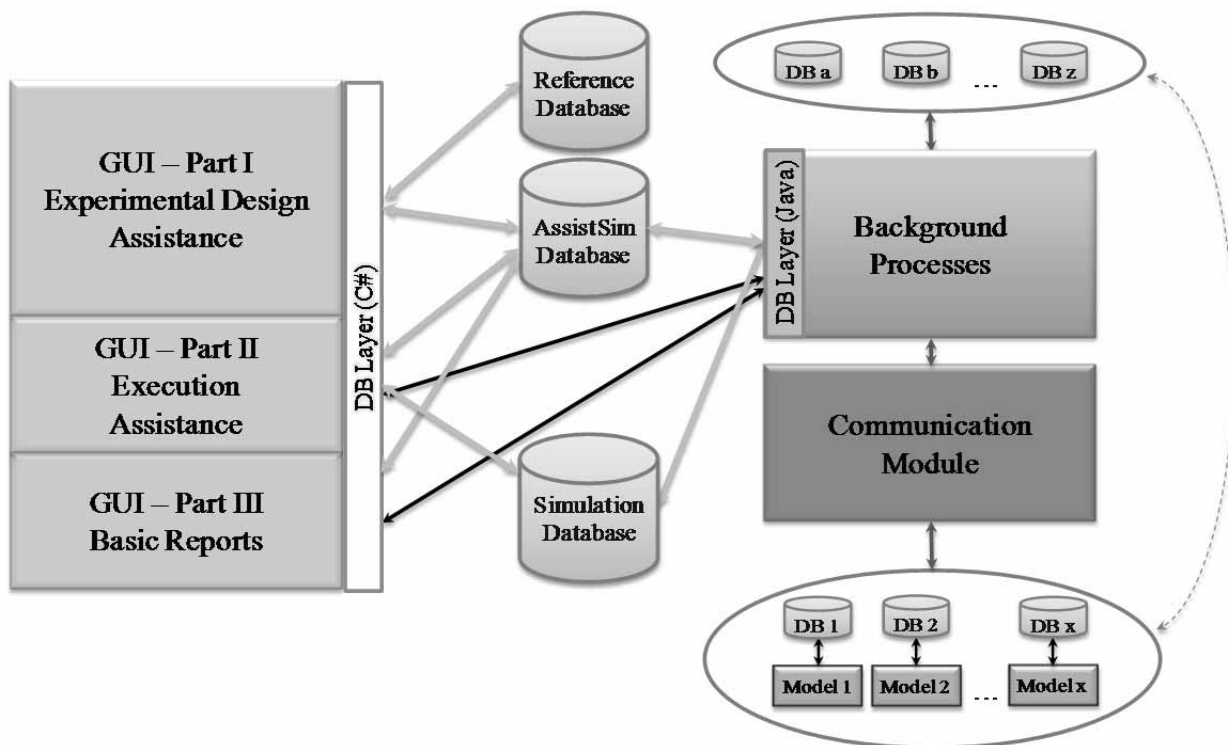 GUI – Part I
Experimental Design
Assistance
GUI – Part II
Execution
Assistance
GUI – Part III
Basic Reports
DB Layer (C#)
Reference
Database
AssistSim
Database
Simulation
Database
DB a
DB b
...
DB z
DB Layer (Java)
Background
Processes
Communication
Module
DB 1
DB 2
DB x
Model 1
Model 2
...
Model x